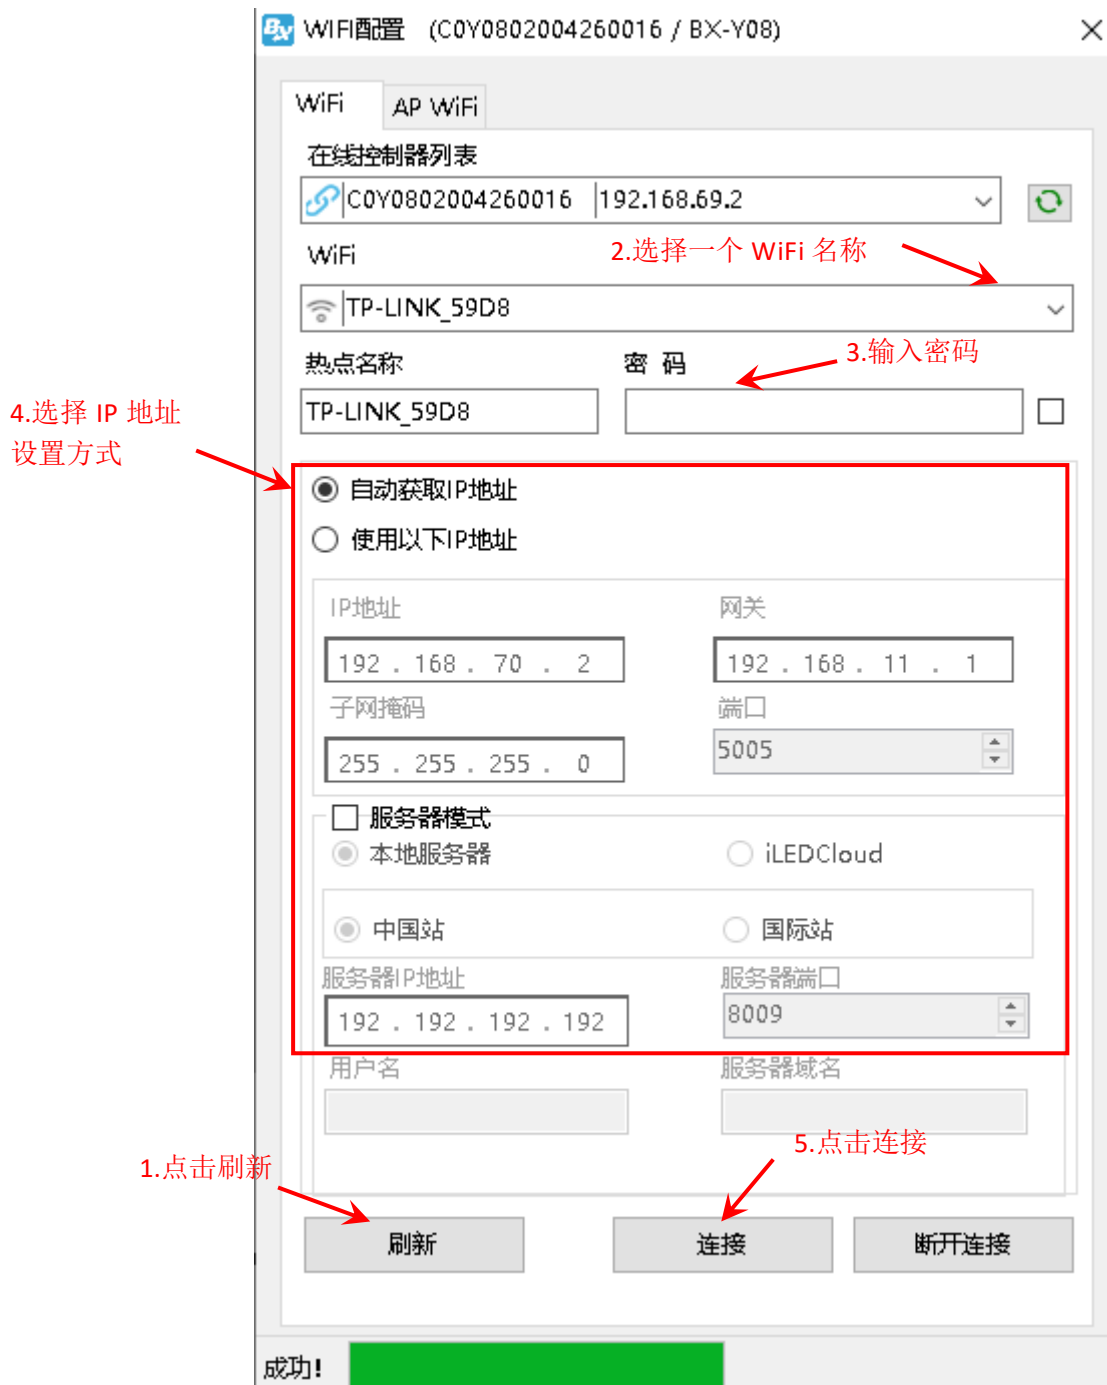 WIFI配置 (C0Y0802004260016 / BX-Y08)
WiFi AP WiFi
在线控制器列表
C0Y0802004260016 192.168.69.2
2.选择一个 WiFi 名称
WiFi
TP-LINK_59D8
3.输入密码
热点名称 密 码
TP-LINK_59D8
4.选择 IP 地址
设置方式
自动获取IP地址
使用以下IP地址
IP地址 网关
192 . 168 . 70 . 2 192 . 168 . 11 . 1
子网掩码 端口
255 . 255 . 255 . 0 5005
服务器模式
本地服务器 iLEDCloud
中国站 国际站
服务器IP地址 服务器端口
192 . 192 . 192 . 192 8009
用户名 服务器域名
5.点击连接
1.点击刷新
刷新 连接 断开连接
成功!